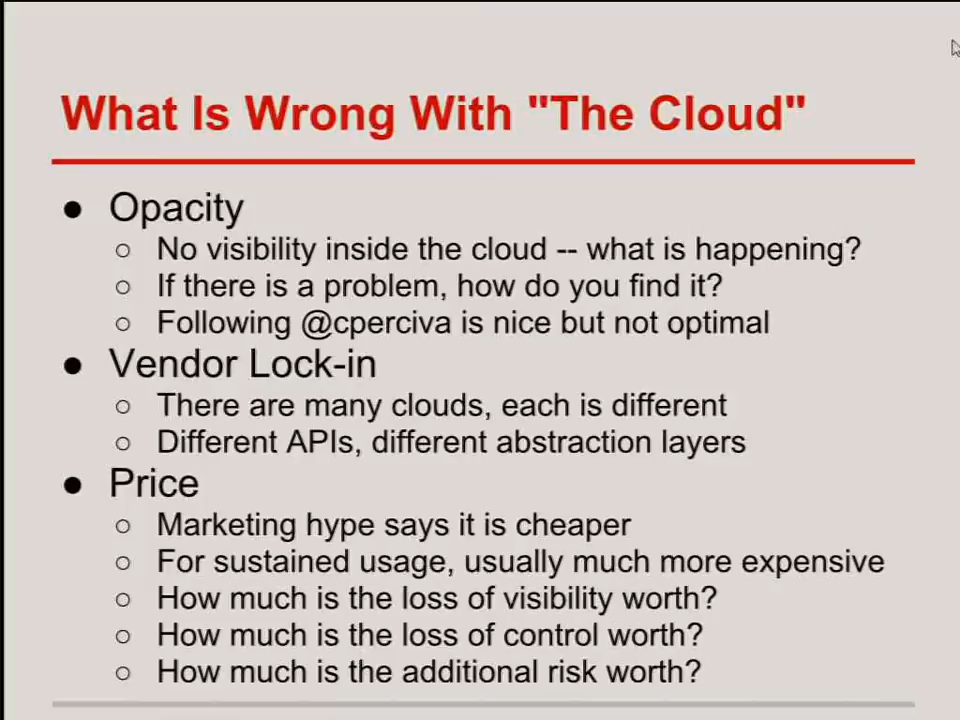 What Is Wrong With "The Cloud"
● Opacity
○ No visibility inside the cloud -- what is happening?
○ If there is a problem, how do you find it?
○ Following @cperciva is nice but not optimal
● Vendor Lock-in
○ There are many clouds, each is different
○ Different APIs, different abstraction layers
● Price
○ Marketing hype says it is cheaper
○ For sustained usage, usually much more expensive
○ How much is the loss of visibility worth?
○ How much is the loss of control worth?
○ How much is the additional risk worth?